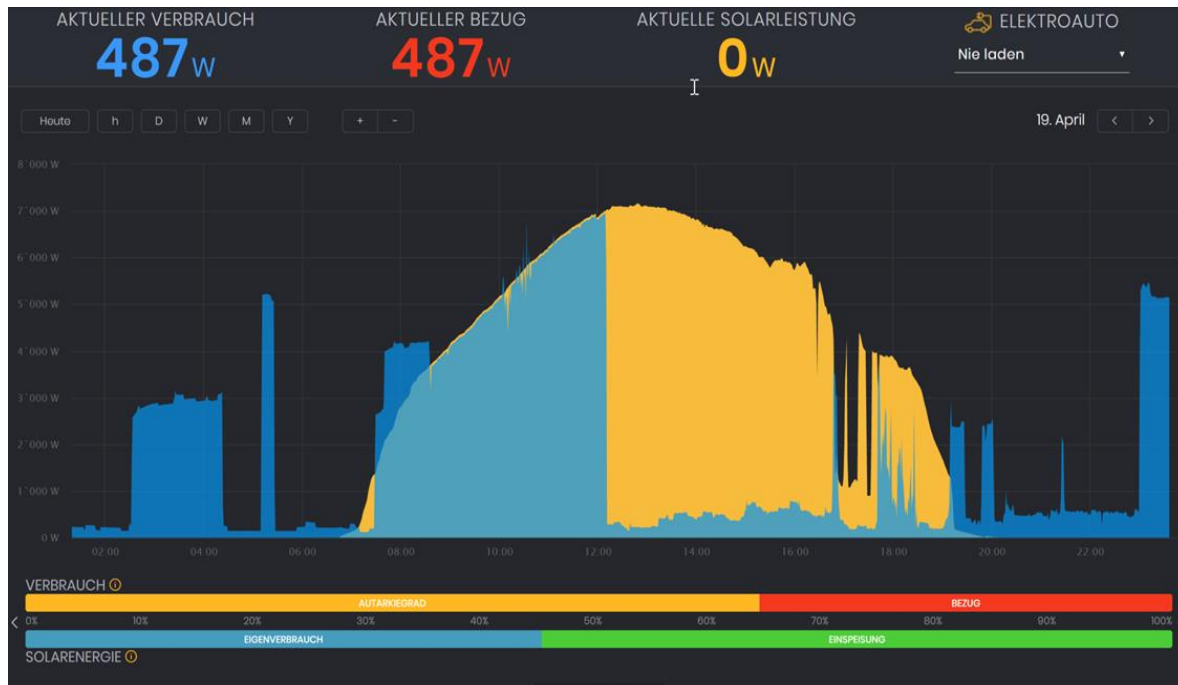 AKTUELLER VERBRAUCH AKTUELLER BEZUG AKTUELLE SOLARLEISTUNG ELEKTROAUTO
487W 487W 0W Nie laden
Heute h D W M Y + - 19. April < >
8`000 W
7`000 W
6`000 W
5`000 W
4`000 W
3`000 W
2`000 W
1`000 W
0 W
02:00 04:00 06:00 08:00 10:00 12:00 14:00 16:00 18:00 20:00 22:00
VERBRAUCH
AUTARKIEGRAD BEZUG
0% 10% 20% 30% 40% 50% 60% 70% 80% 90% 100%
EIGENVERBRAUCH EINSPEISUNG
SOLARENERGIE